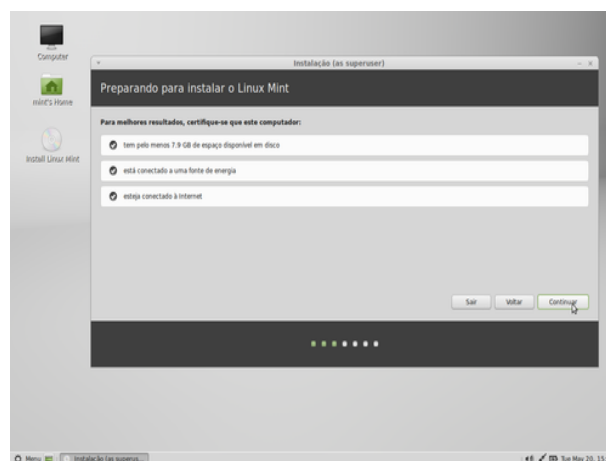 Computer
mint's Home
Install Linux Mint
Instalação (as superuser)
Preparando para instalar o Linux Mint
Para melhores resultados, certifique-se que este computador:
tem pelo menos 7.9 GB de espaço disponível em disco
está conectado a uma fonte de energia
esteja conectado à Internet
Sair
Voltar
Continuar
Menu
Instalação (as superus...
Tue May 20, 15: